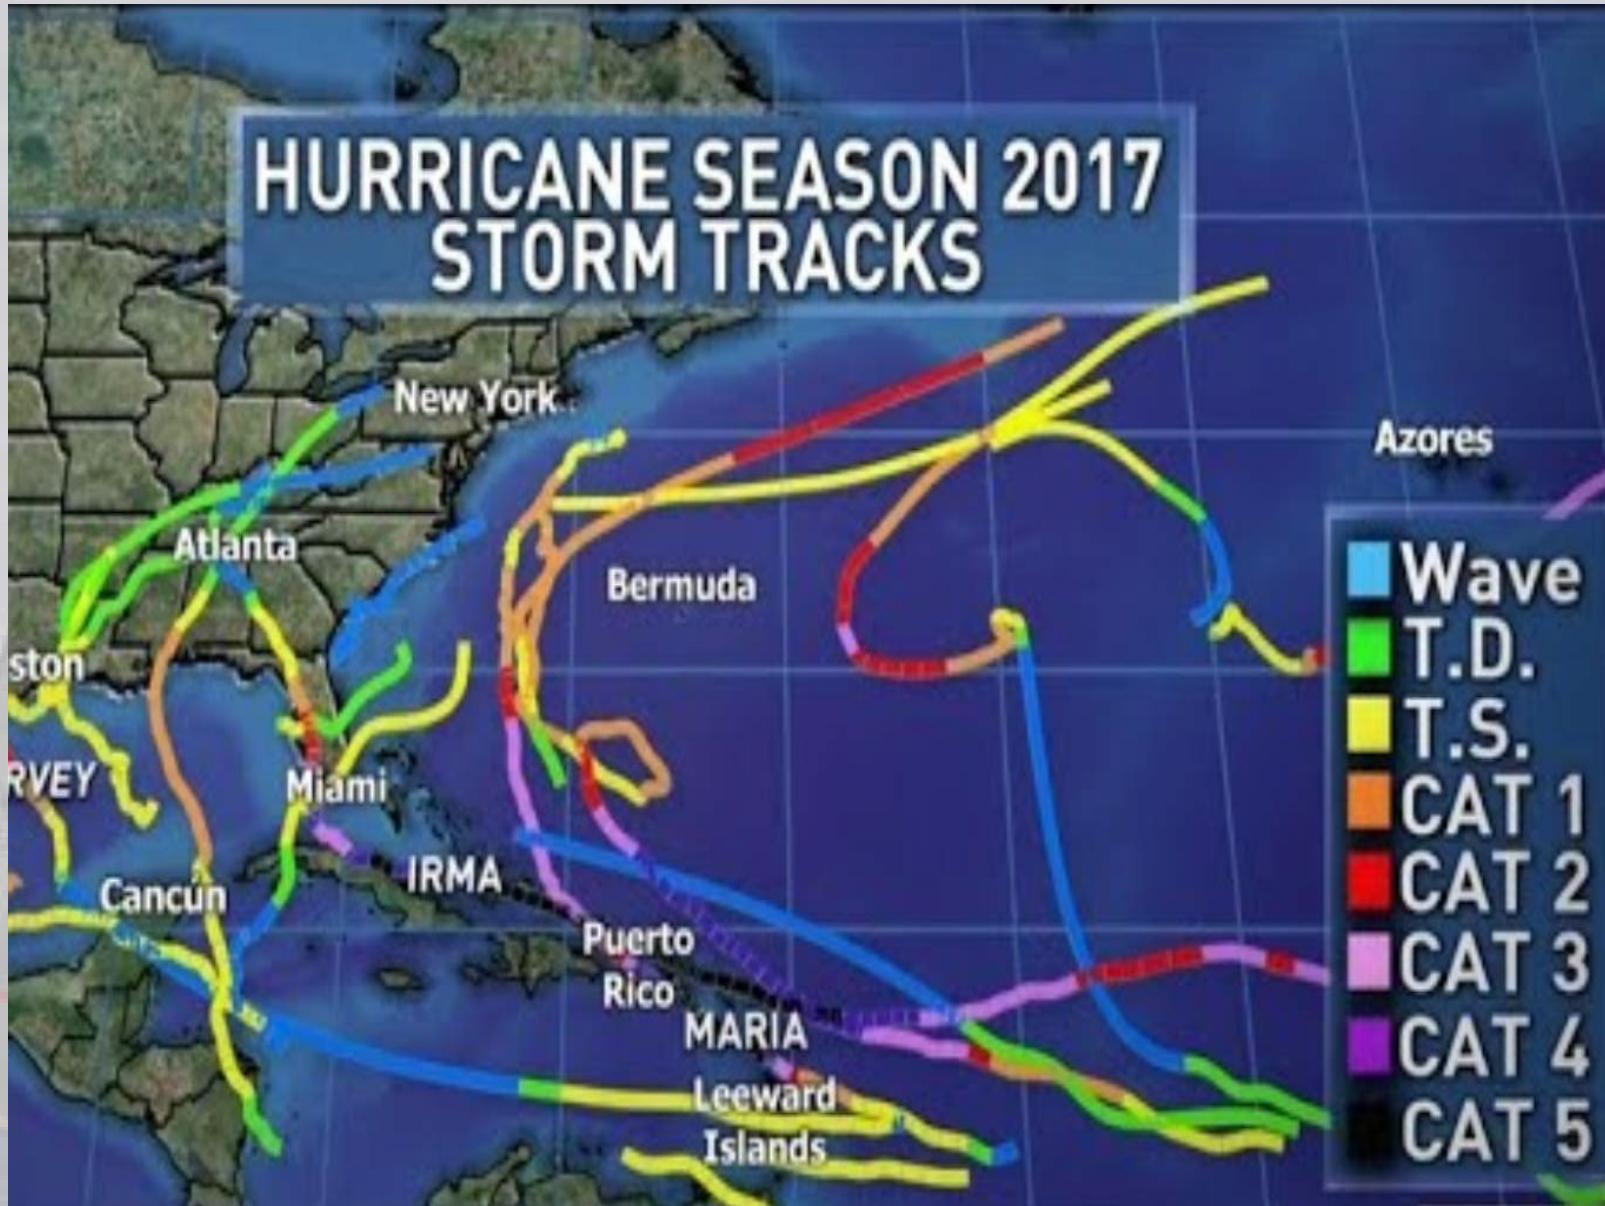 HURRICANE SEASON 2017
STORM TRACKS
New York
Azores
Atlanta
Bermuda
ston
RVEY
Miami
IRMA
Cancún
Puerto
Rico
MARIA
Leeward
Islands
Wave
T.D.
T.S.
CAT 1
CAT 2
CAT 3
CAT 4
CAT 5